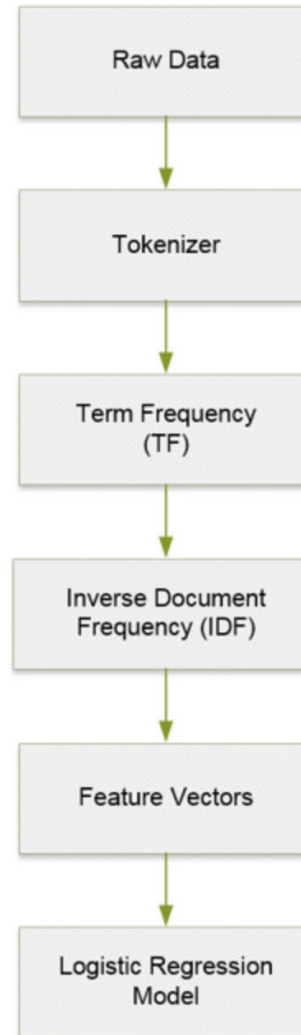 Raw Data
Tokenizer
Term Frequency
(TF)
Inverse Document
Frequency (IDF)
Feature Vectors
Logistic Regression
Model